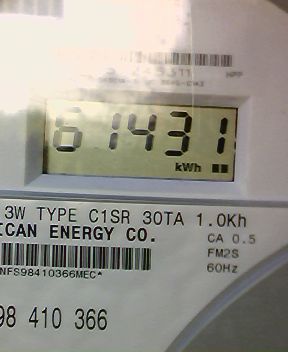 61431
kWh
3W TYPE C1SR 30TA 1.0Kh
ICAN ENERGY CO.
CA 0.5
FM2S
NFS98410366MEC*
60Hz
98 410 366